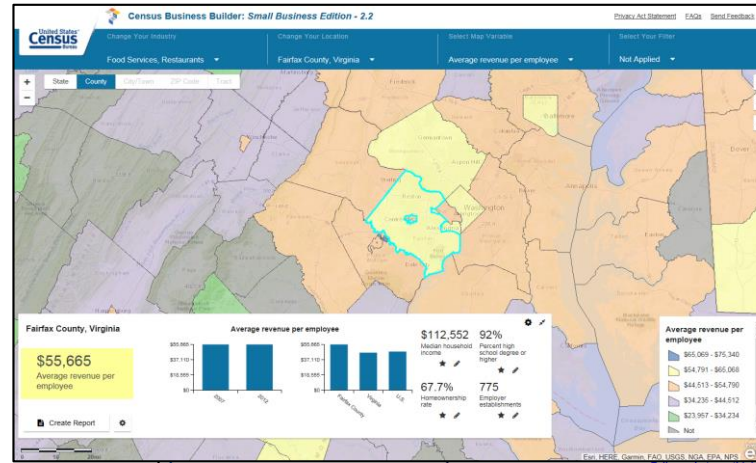 Census Business Builder: Small Business Edition - 2.2
Privacy Act Statement FAQs Send Feedback
United States®
Census
Bureau
Change Your Industry
Change Your Location
Select Map Variable
Select Your Filter
Food Services, Restaurants
Fairfax County, Virginia
Average revenue per employee
Not Applied
+
−
State County City/Town ZIP Code Tract
Frederick
Baltimore
Germantown
Aspen Hill
Dover
Annapolis
Washington
Fairfax County, Virginia
$55,665
Average revenue per
employee
Create Report
Average revenue per employee
$55,665
$37,110
$18,555
$0
2007
2012
$55,665
$37,110
$18,555
$0
Fairfax County
Virginia
U.S.
$112,552
Median household
income
92%
Percent high
school degree or
higher
67.7%
Homeownership
rate
775
Employer
establishments
Average revenue per
employee
$65,069 - $75,340
$54,791 - $65,068
$44,513 - $54,790
$34,235 - $44,512
$23,957 - $34,234
Not
Esri, HERE, Garmin, FAO, USGS, NGA, EPA, NPS